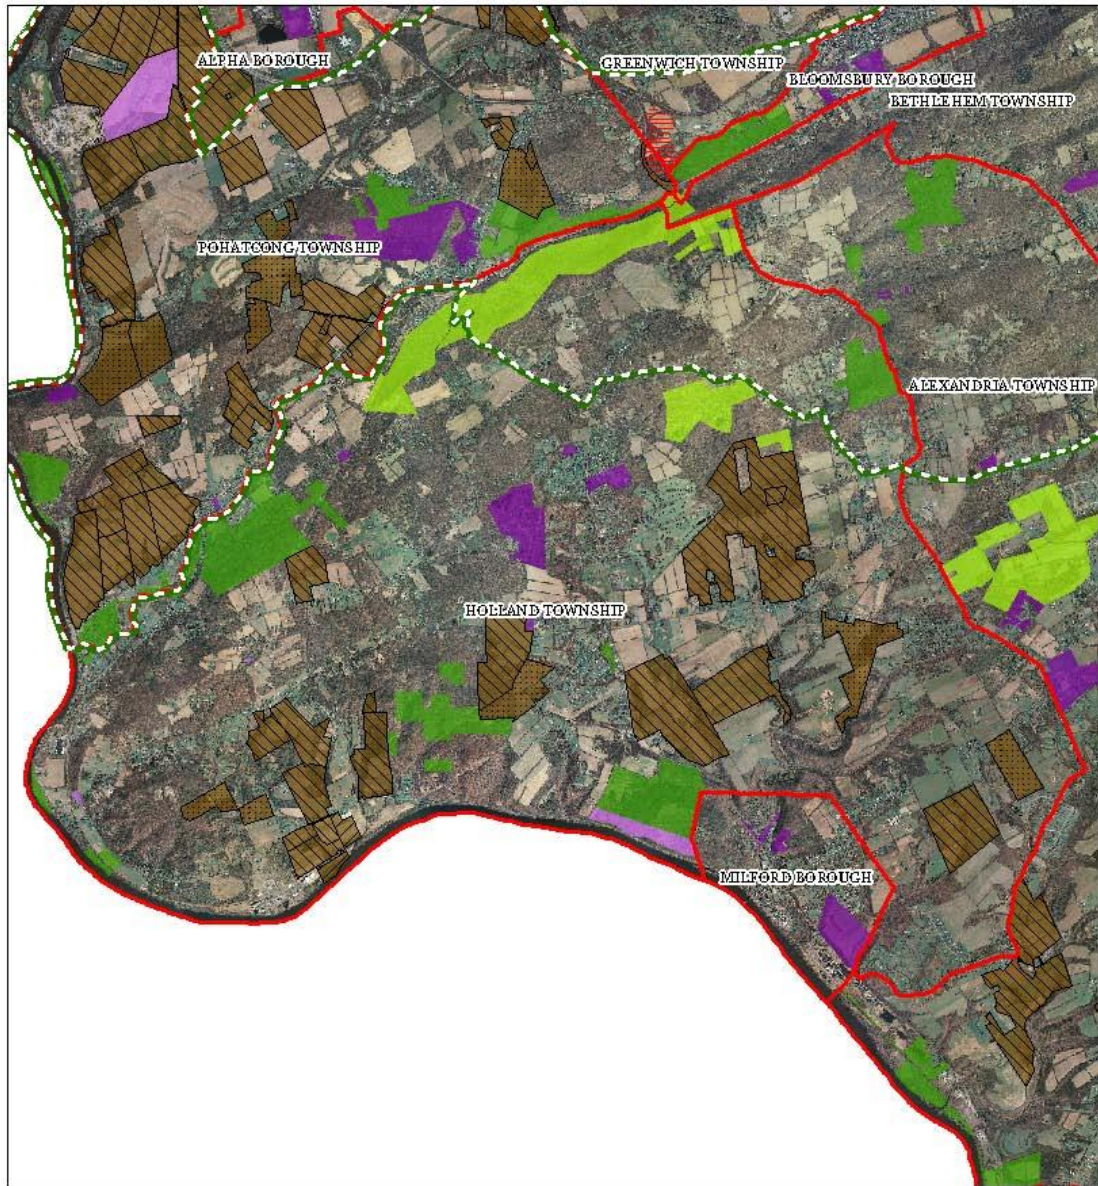 ALPHA BOROUGH
GREENWICH TOWNSHIP
BLOOMSBURY BOROUGH
BETHLEHEM TOWNSHIP
POHATCONG TOWNSHIP
ALEXANDRIA TOWNSHIP
HOLLAND TOWNSHIP
MILFORD BOROUGH